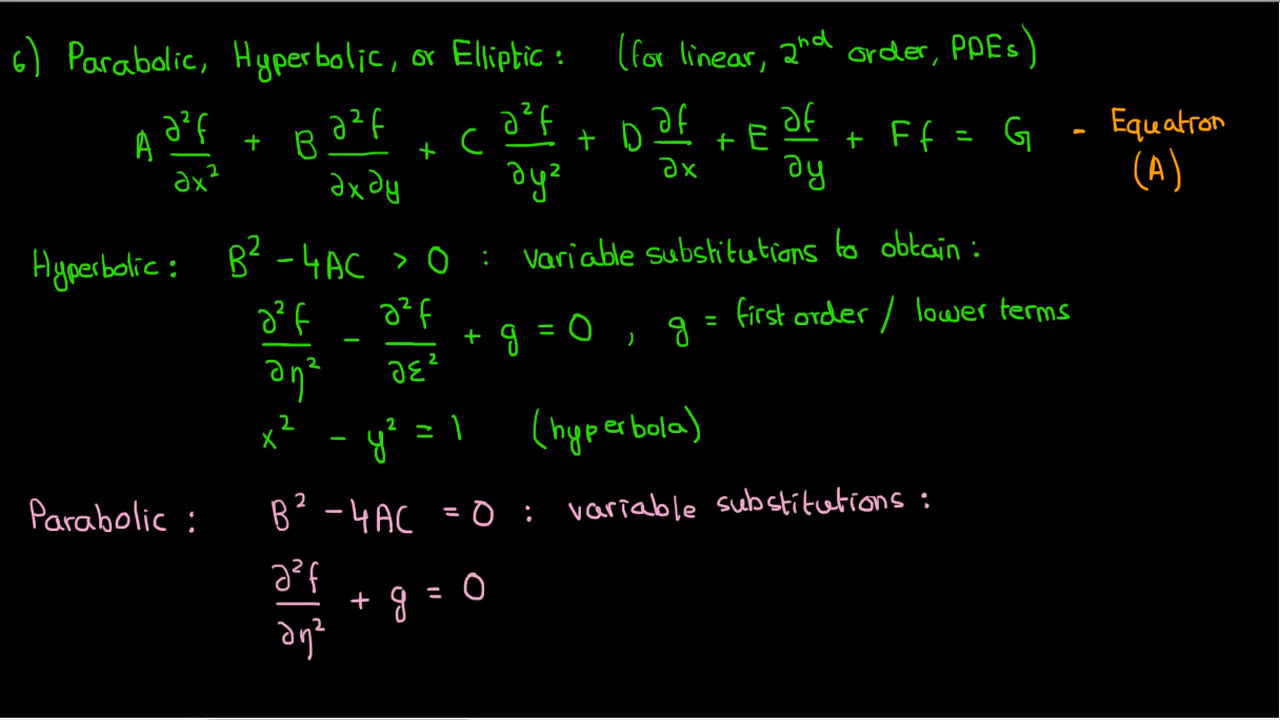 6) Parabolic, Hyperbolic, or Elliptic: (for linear, 2nd order, PDEs)
A ∂²f/∂x² + B ∂²f/∂x∂y + C ∂²f/∂y² + D ∂f/∂x + E ∂f/∂y + Ff = G - Equation (A)
Hyperbolic: B² - 4AC > 0 : variable substitutions to obtain:
∂²f/∂η² - ∂²f/∂ε² + g = 0 , g = first order / lower terms
x² - y² = 1 (hyperbola)
Parabolic: B² - 4AC = 0 : variable substitutions:
∂²f/∂η² + g = 0